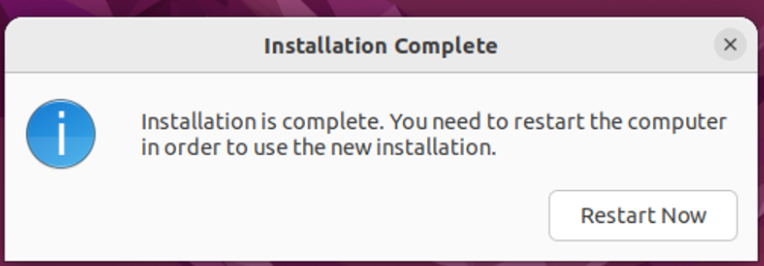 Installation Complete
Installation is complete. You need to restart the computer
in order to use the new installation.
Restart Now